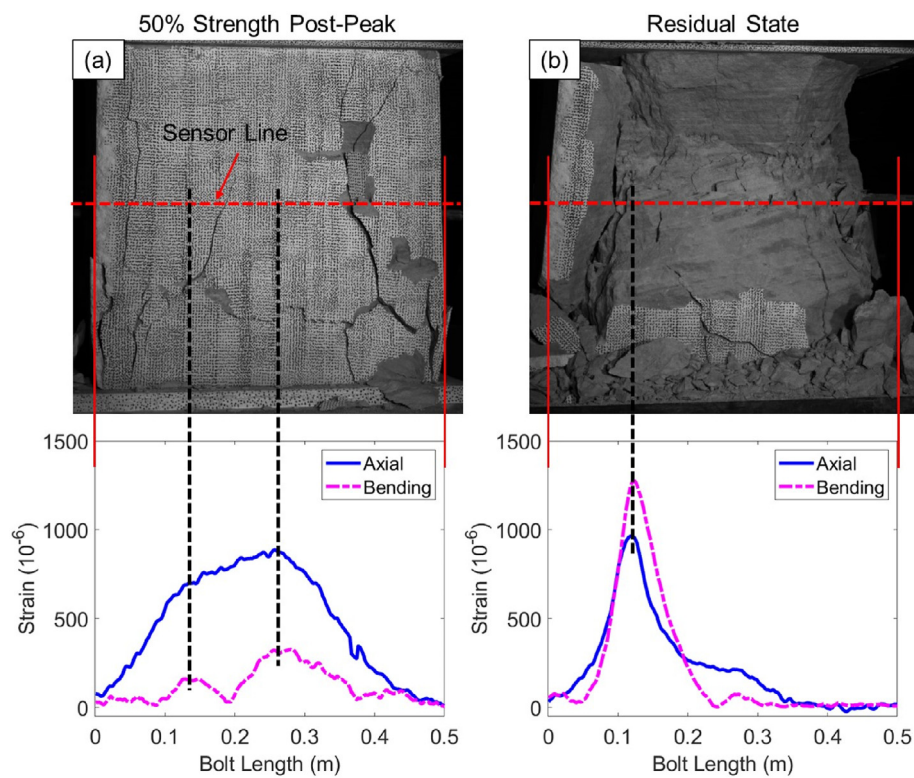 50% Strength Post-Peak
Residual State
(a)
(b)
Sensor Line
1500
1000
500
0
Strain (10-6)
Axial
Bending
0
0.1
0.2
0.3
0.4
0.5
Bolt Length (m)
1500
1000
500
0
Strain (10-6)
Axial
Bending
0
0.1
0.2
0.3
0.4
0.5
Bolt Length (m)